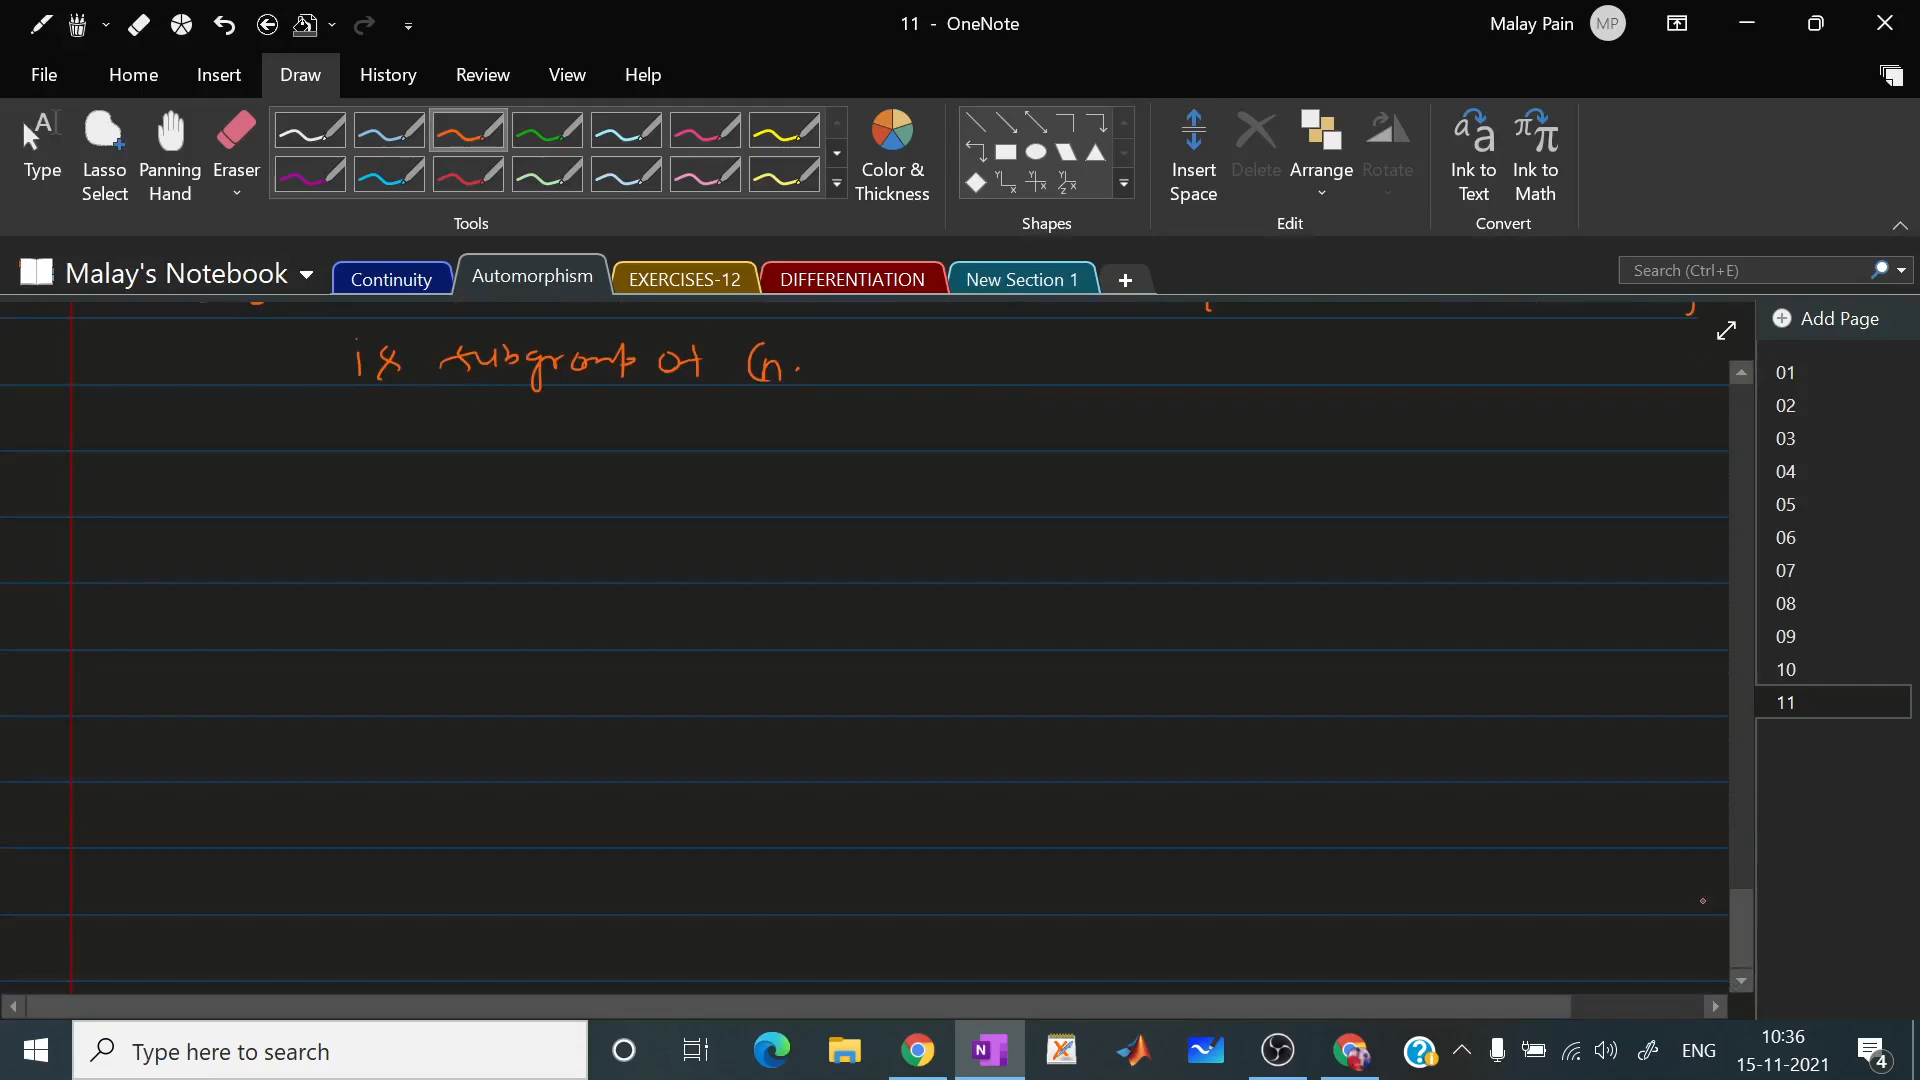 11 - OneNote
Malay Pain MP
File Home Insert Draw History Review View Help
Type
Lasso Select
Panning Hand
Eraser
Color & Thickness
Insert Space
Delete
Arrange
Rotate
Ink to Text
Ink to Math
Tools
Shapes
Edit
Convert
Malay's Notebook
Continuity
Automorphism
EXERCISES-12
DIFFERENTIATION
New Section 1
Search (Ctrl+E)
Add Page
is subgroup of G.
01
02
03
04
05
06
07
08
09
10
11
Type here to search
ENG
10:36
15-11-2021
4